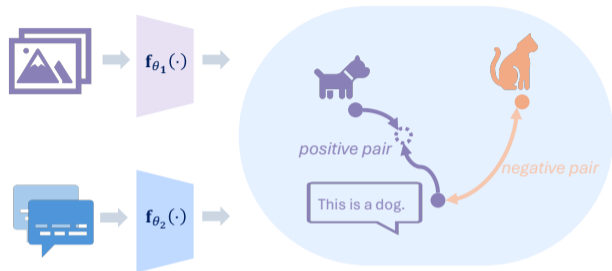 f_θ₁(·)
positive pair
negative pair
This is a dog.
f_θ₂(·)